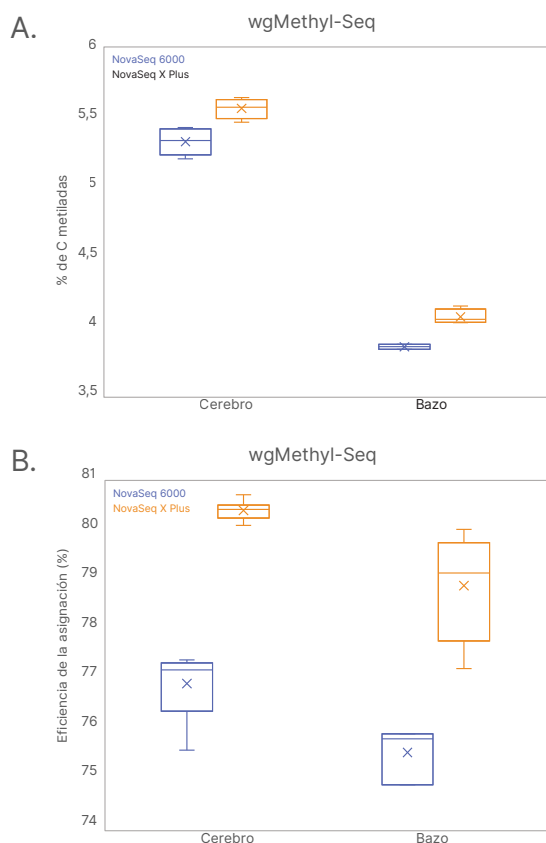 A.
wgMethyl-Seq
NovaSeq 6000
NovaSeq X Plus
% de C metiladas
6
5,5
5
4,5
4
3,5
Cerebro
Bazo
B.
wgMethyl-Seq
NovaSeq 6000
NovaSeq X Plus
Eficiencia de la asignación (%)
81
80
79
78
77
76
75
74
Cerebro
Bazo